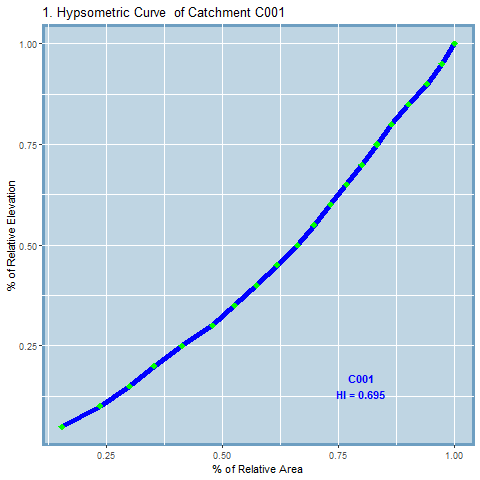 1. Hypsometric Curve  of Catchment C001
1.00
0.75
0.50
0.25
% of Relative Elevation
C001
HI = 0.695
0.25 0.50 0.75 1.00
% of Relative Area